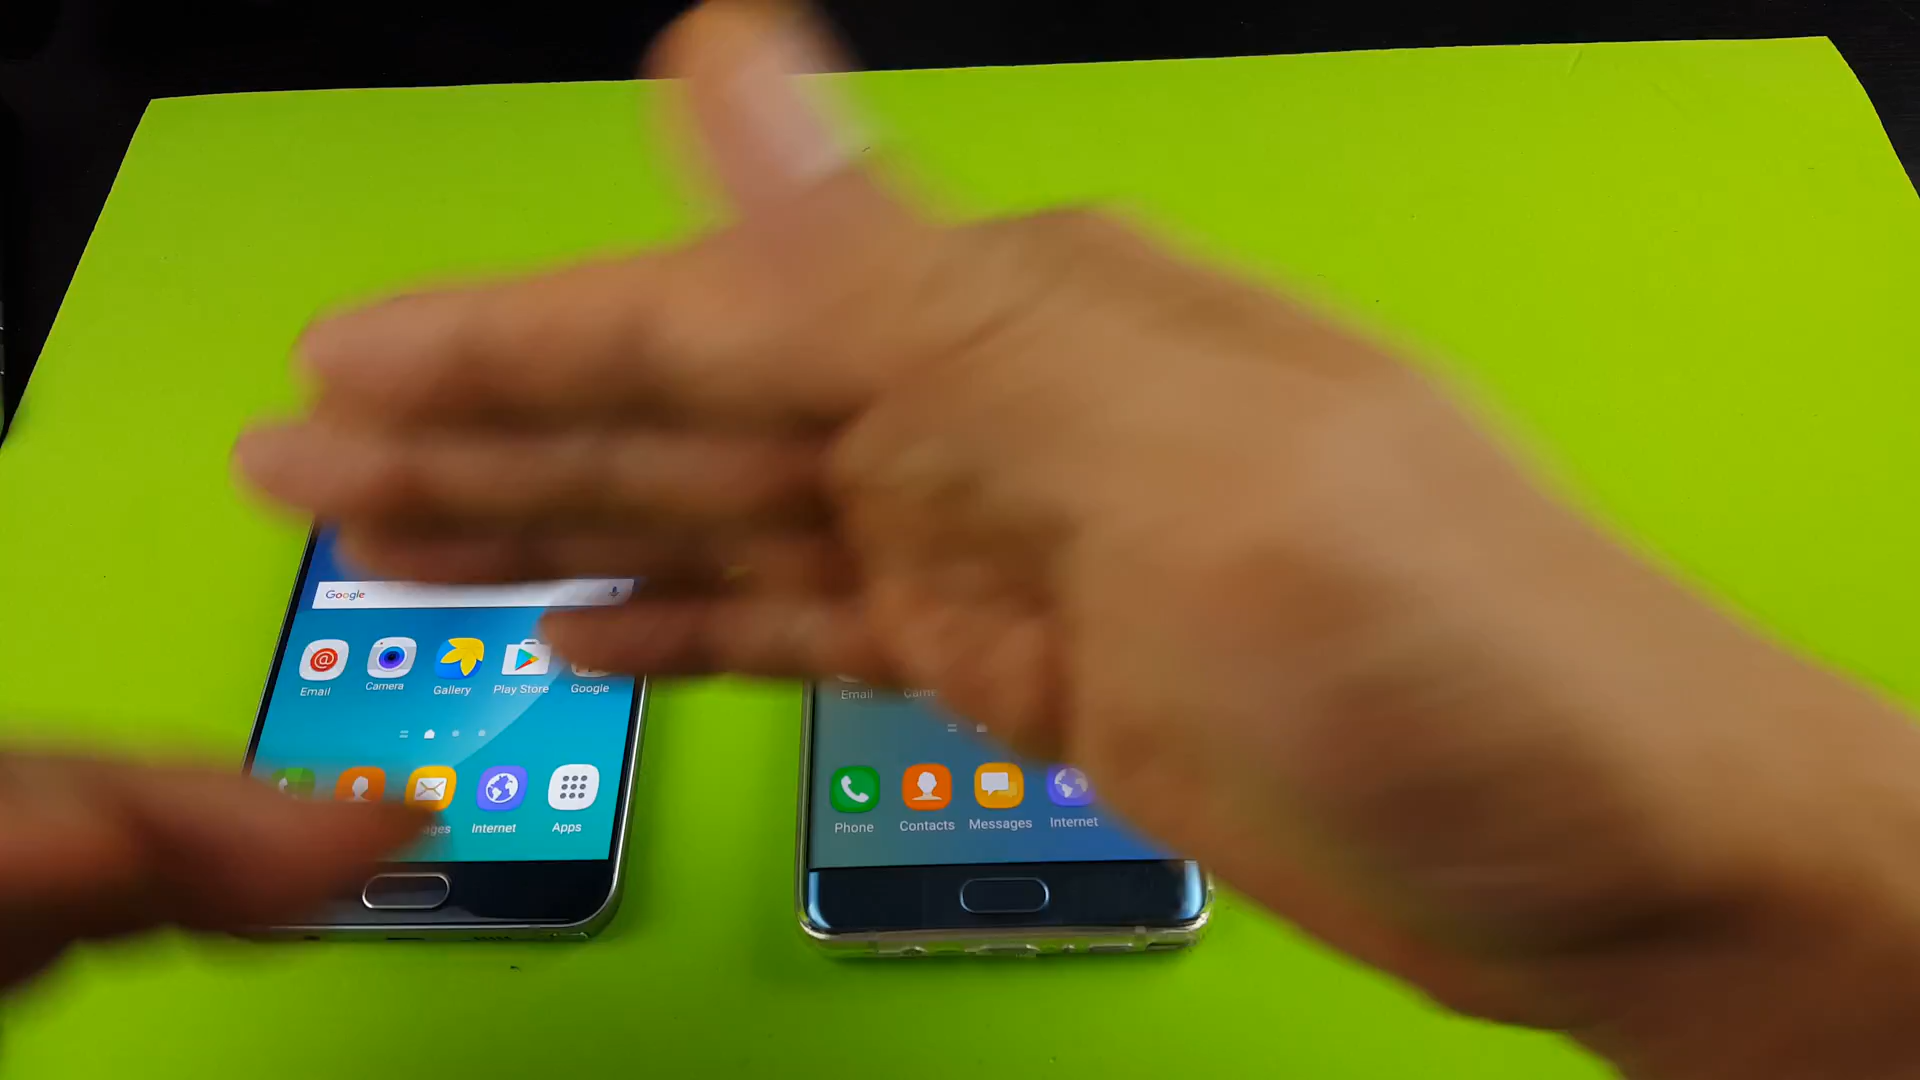 Google
Email Camera Gallery Play Store Google
Internet Apps
Email
Phone Contacts Messages Internet